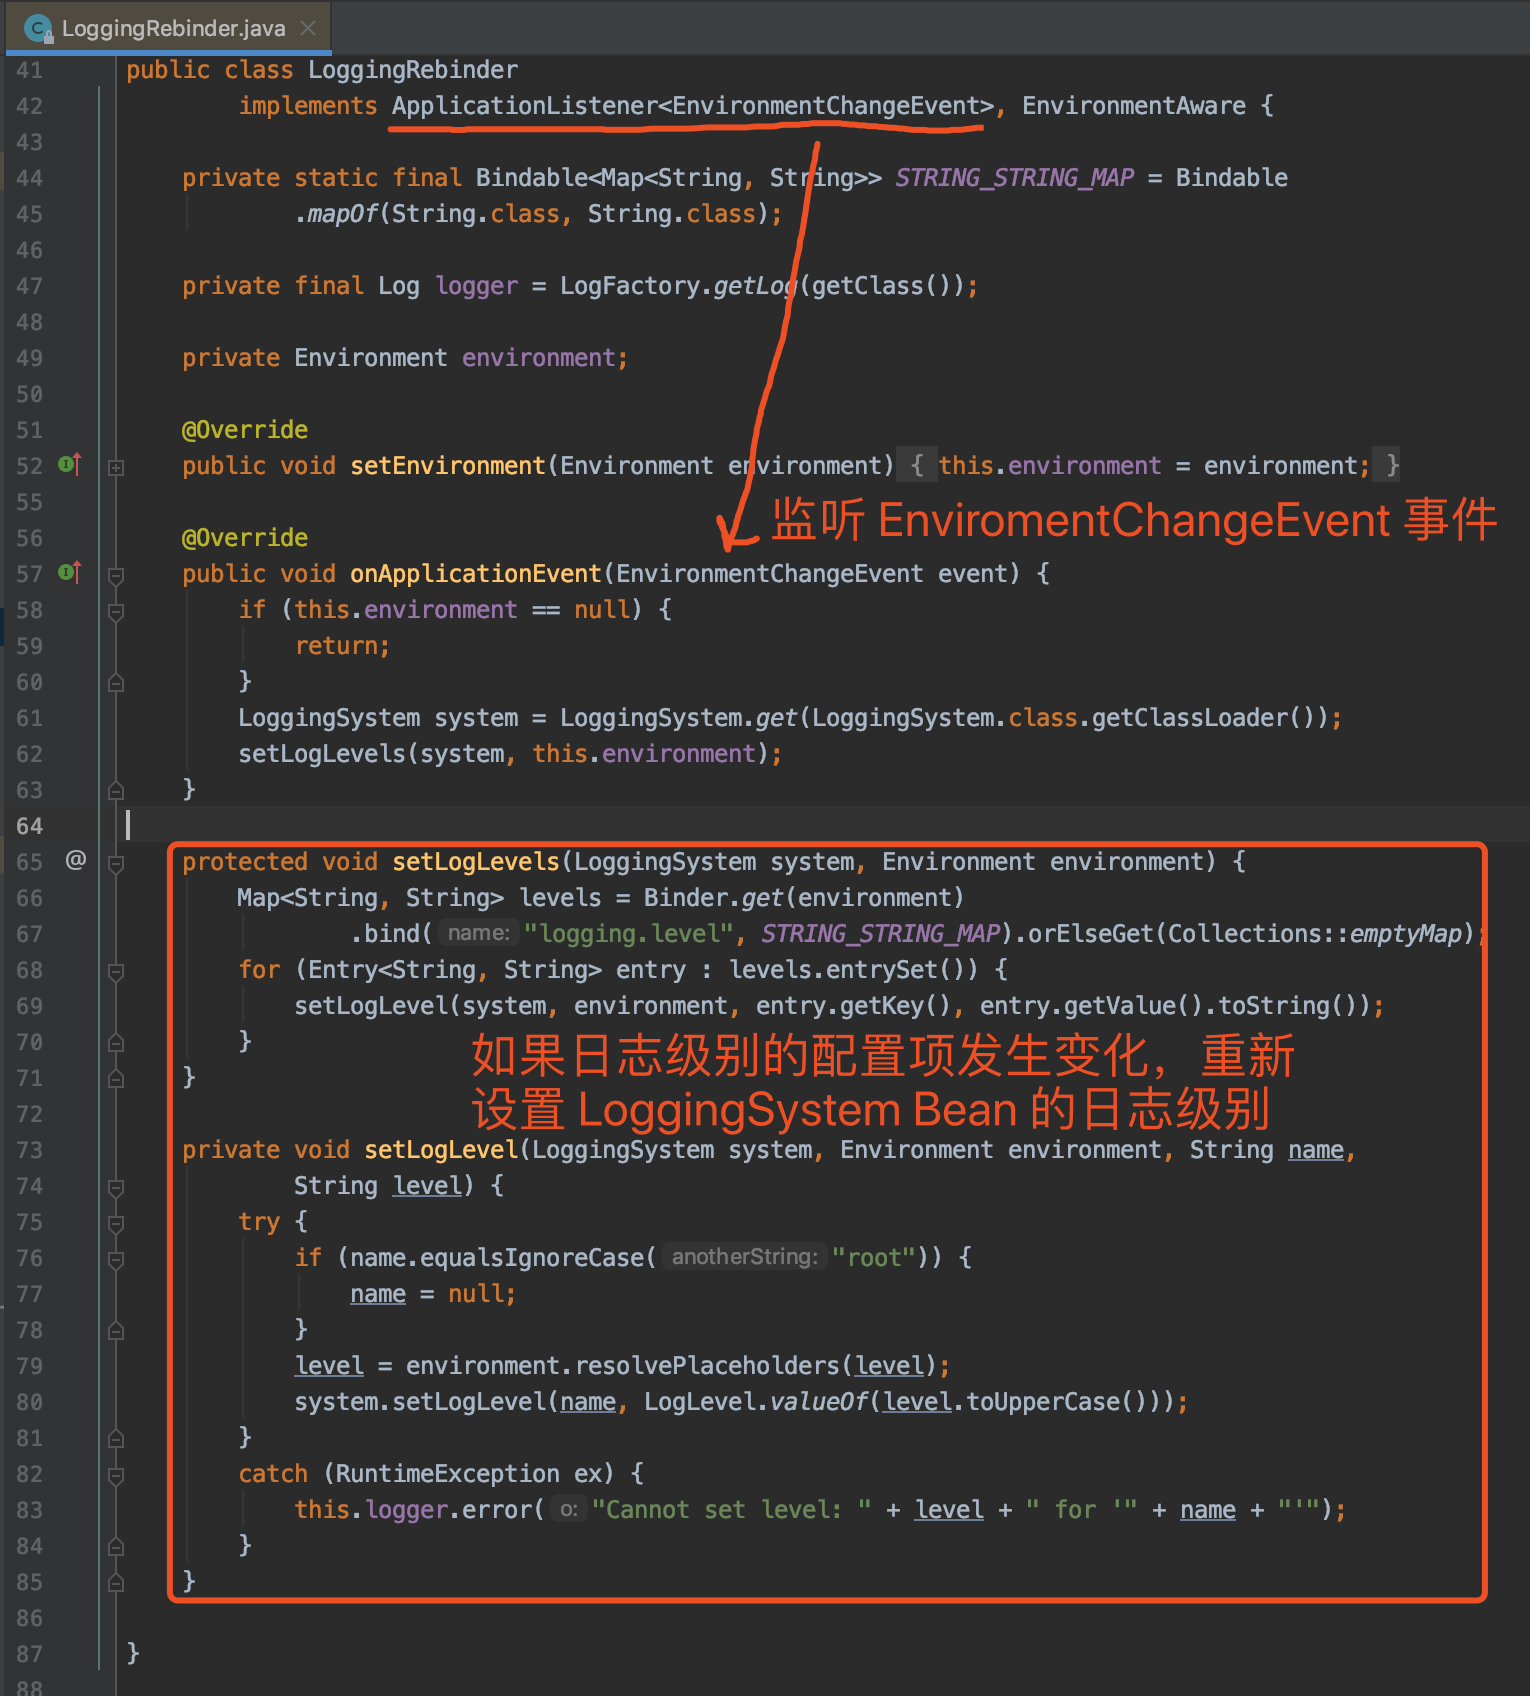 LoggingRebinder.java
41 public class LoggingRebinder
42 implements ApplicationListener<EnvironmentChangeEvent>, EnvironmentAware {
43
44 private static final Bindable<Map<String, String>> STRING_STRING_MAP = Bindable
45 .mapOf(String.class, String.class);
46
47 private final Log logger = LogFactory.getLog(getClass());
48
49 private Environment environment;
50
51 @Override
52 public void setEnvironment(Environment environment) { this.environment = environment; }
55
监听 EnviromentChangeEvent 事件
56 @Override
57 public void onApplicationEvent(EnvironmentChangeEvent event) {
58 if (this.environment == null) {
59 return;
60 }
61 LoggingSystem system = LoggingSystem.get(LoggingSystem.class.getClassLoader());
62 setLogLevels(system, this.environment);
63 }
64
65 @ protected void setLogLevels(LoggingSystem system, Environment environment) {
66 Map<String, String> levels = Binder.get(environment)
67 .bind( name: "logging.level", STRING_STRING_MAP).orElseGet(Collections::emptyMap);
68 for (Entry<String, String> entry : levels.entrySet()) {
69 setLogLevel(system, environment, entry.getKey(), entry.getValue().toString());
70 }
如果日志级别的配置项发生变化，重新
71 }
设置 LoggingSystem Bean 的日志级别
72
73 private void setLogLevel(LoggingSystem system, Environment environment, String name,
74 String level) {
75 try {
76 if (name.equalsIgnoreCase( anotherString: "root")) {
77 name = null;
78 }
79 level = environment.resolvePlaceholders(level);
80 system.setLogLevel(name, LogLevel.valueOf(level.toUpperCase()));
81 }
82 catch (RuntimeException ex) {
83 this.logger.error( o: "Cannot set level: " + level + " for '" + name + "'");
84 }
85 }
86
87 }
88